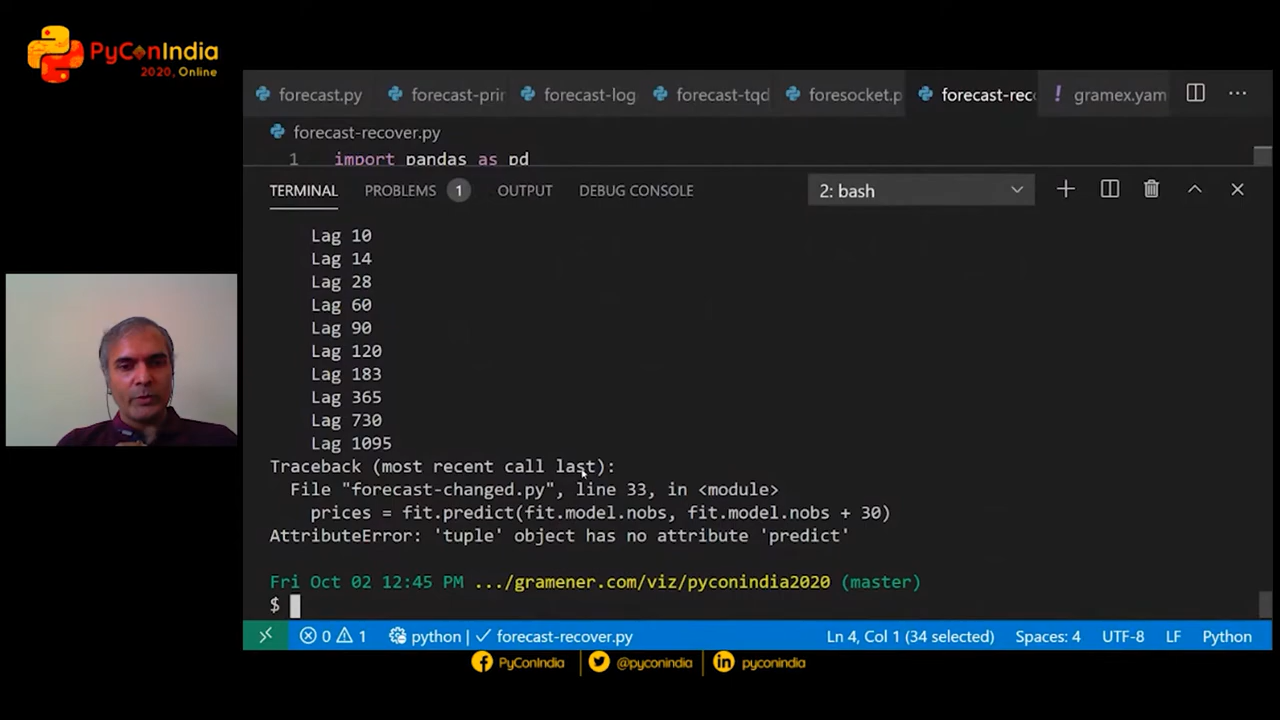 PyConIndia
2020, Online
forecast.py
forecast-prin
forecast-log
forecast-tqd
foresocket.p
forecast-rec
! gramex.yam
...
forecast-recover.py
1 import pandas as pd
TERMINAL PROBLEMS 1 OUTPUT DEBUG CONSOLE 2: bash
Lag 10
Lag 14
Lag 28
Lag 60
Lag 90
Lag 120
Lag 183
Lag 365
Lag 730
Lag 1095
Traceback (most recent call last):
File "forecast-changed.py", line 33, in <module>
prices = fit.predict(fit.model.nobs, fit.model.nobs + 30)
AttributeError: 'tuple' object has no attribute 'predict'
Fri Oct 02 12:45 PM .../gramener.com/viz/pyconindia2020 (master)
$
0 1 python forecast-recover.py Ln 4, Col 1 (34 selected) Spaces: 4 UTF-8 LF Python
PyConIndia @pyconindia pyconindia